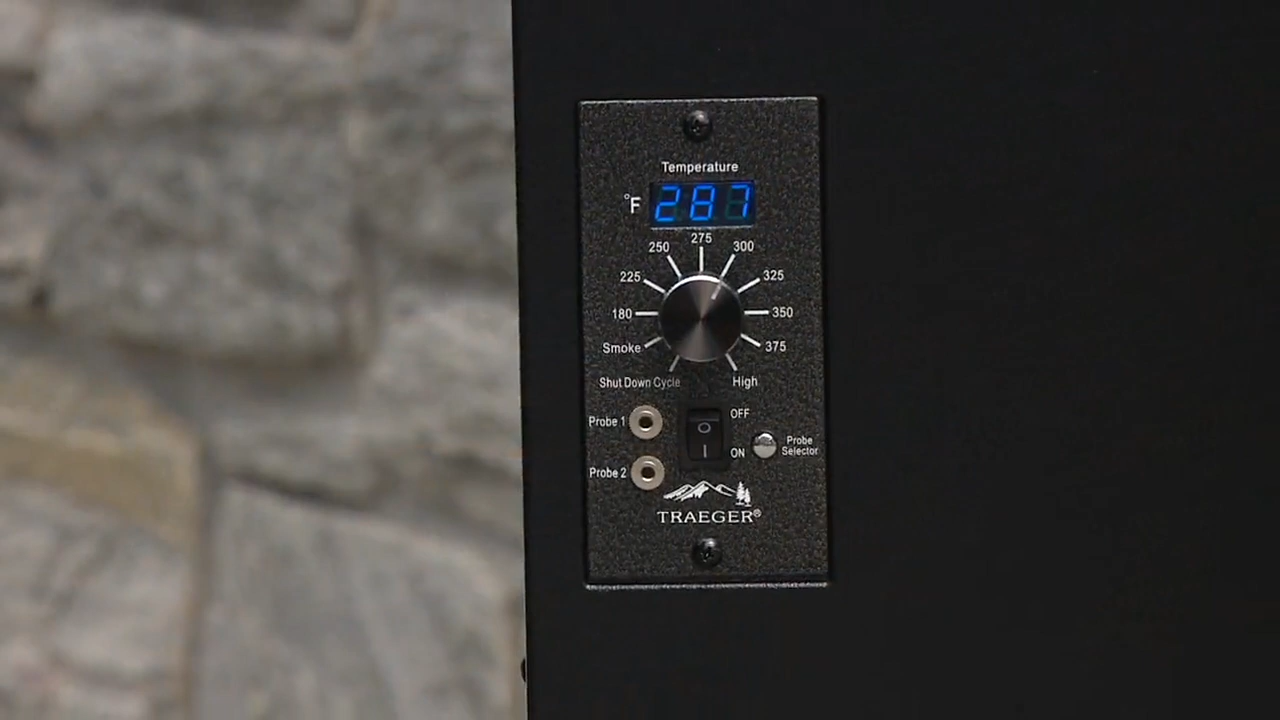 Temperature
°F 287
275
250 300
225 325
180 350
Smoke 375
Shut Down Cycle High
Probe 1 OFF
O
I ON Probe Selector
Probe 2
TRAEGER®